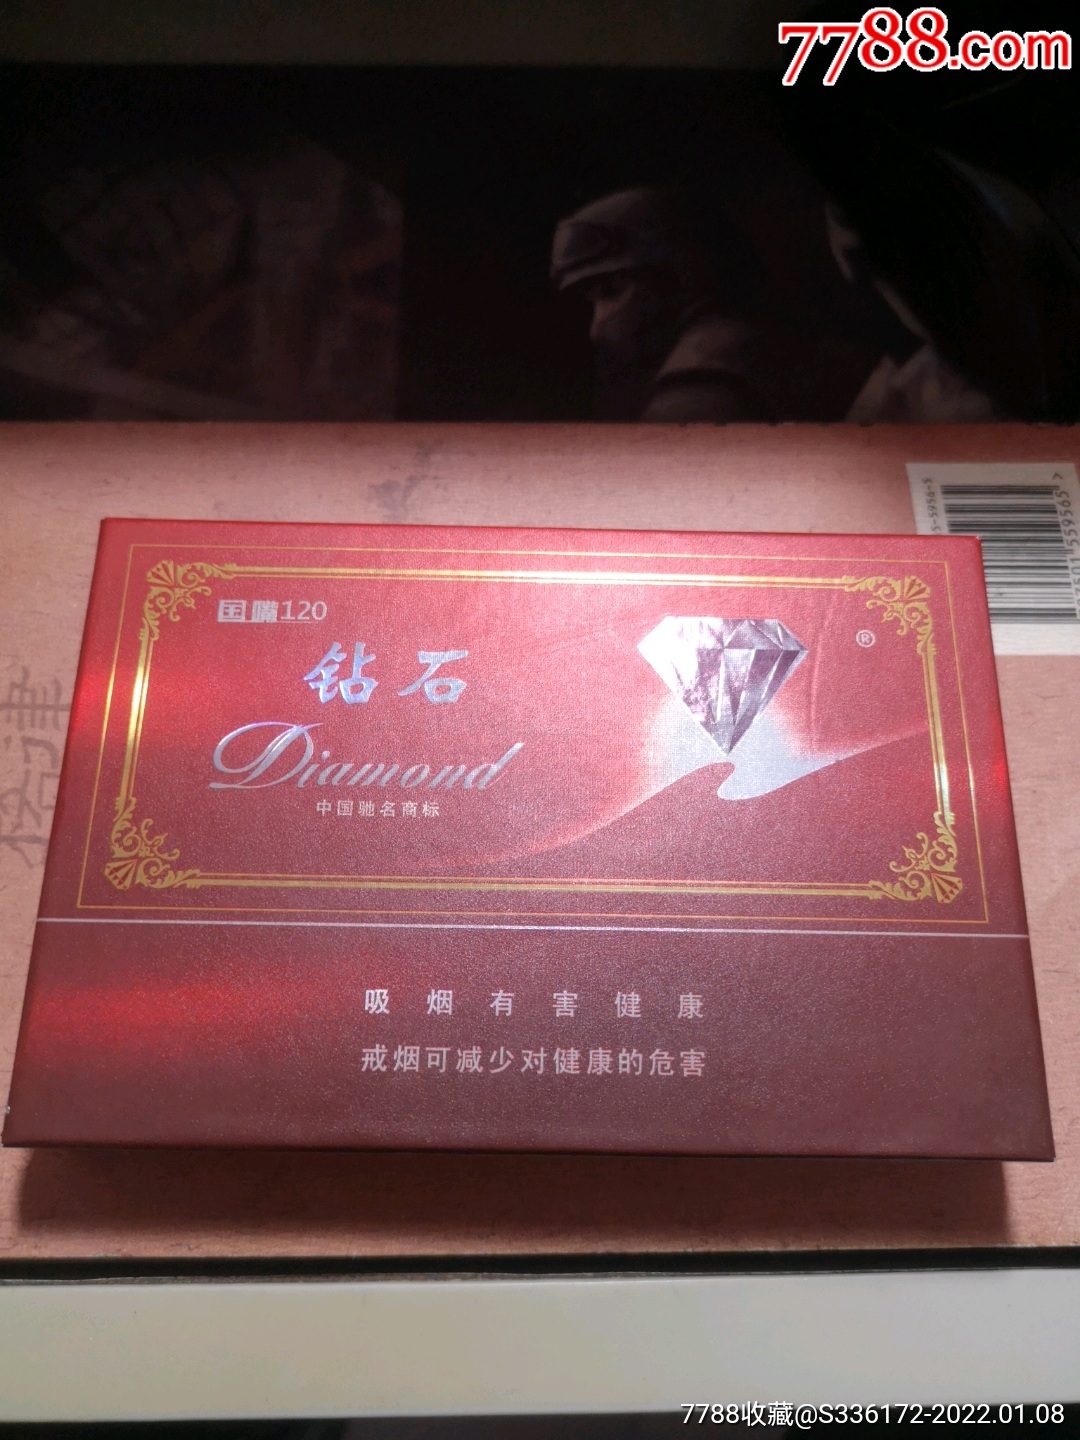 7788.com
国嘴120
钻石
®
Diamond
中国驰名商标
吸烟有害健康
戒烟可减少对健康的危害
7788收藏@S336172-2022.01.08